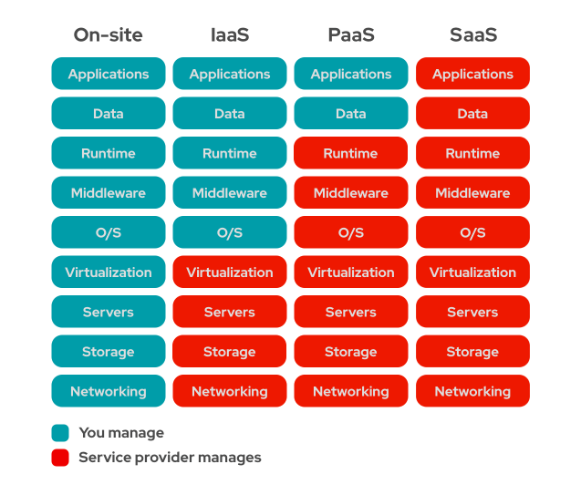 On-site IaaS PaaS SaaS
Applications Applications Applications Applications
Data Data Data Data
Runtime Runtime Runtime Runtime
Middleware Middleware Middleware Middleware
O/S O/S O/S O/S
Virtualization Virtualization Virtualization Virtualization
Servers Servers Servers Servers
Storage Storage Storage Storage
Networking Networking Networking Networking
You manage
Service provider manages